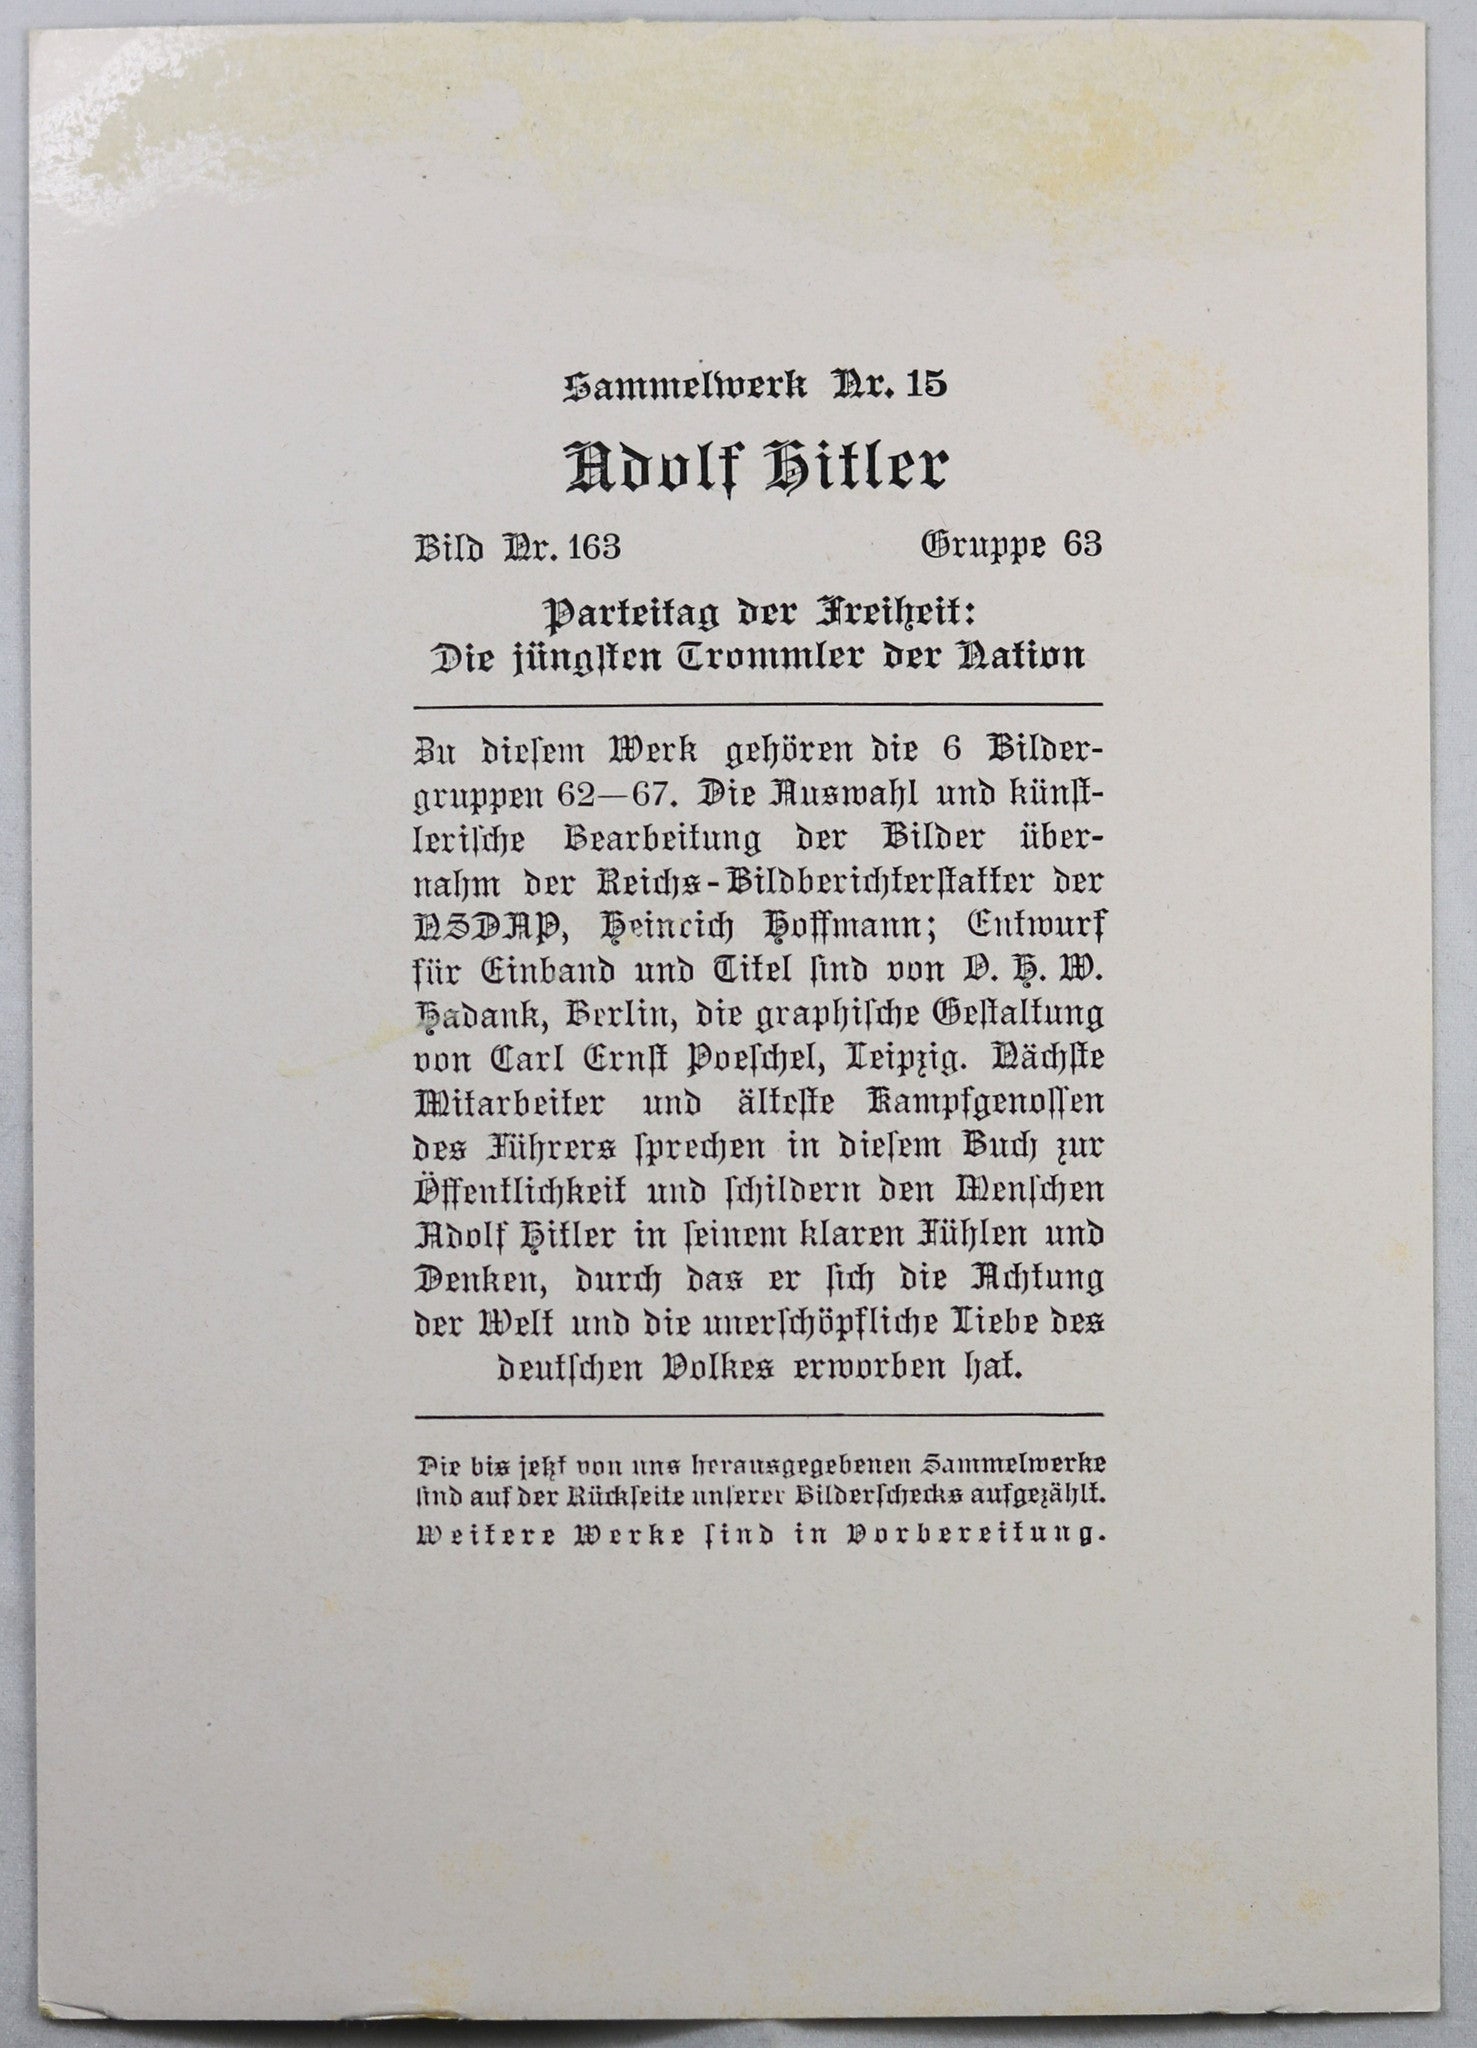 Sammelwerk Nr. 15
Adolf Hitler
Bild Nr. 163 Gruppe 63
Parteitag der Freiheit:
Die jüngsten Trommler der Nation
Zu diesem Werk gehören die 6 Bilder-
gruppen 62—67. Die Auswahl und künst-
lerische Bearbeitung der Bilder über-
nahm der Reichs-Bildberichterstatter der
NSDAP, Heinrich Hoffmann; Entwurf
für Einband und Titel sind von O. H. W.
Hadank, Berlin, die graphische Gestaltung
von Carl Ernst Poeschel, Leipzig. Nächste
Mitarbeiter und älteste Kampfgenossen
des Führers sprechen in diesem Buch zur
Öffentlichkeit und schildern den Menschen
Adolf Hitler in seinem klaren Fühlen und
Denken, durch das er sich die Achtung
der Welt und die unerschöpfliche Liebe des
deutschen Volkes erworben hat.
Die bis jetzt von uns herausgegebenen Sammelwerke
sind auf der Rückseite unserer Bilderschecks aufgezählt.
Weitere Werke sind in Vorbereitung.